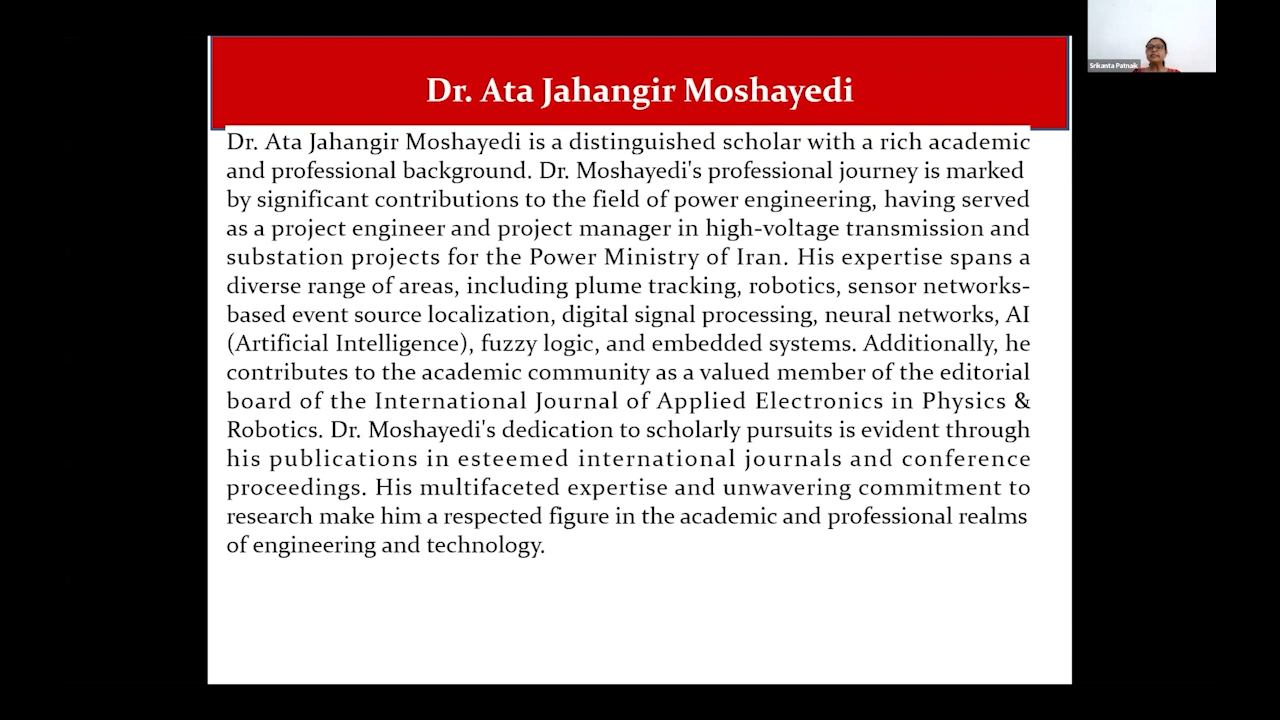 Dr. Ata Jahangir Moshayedi
Srikanta Patnaik
Dr. Ata Jahangir Moshayedi is a distinguished scholar with a rich academic
and professional background. Dr. Moshayedi's professional journey is marked
by significant contributions to the field of power engineering, having served
as a project engineer and project manager in high-voltage transmission and
substation projects for the Power Ministry of Iran. His expertise spans a
diverse range of areas, including plume tracking, robotics, sensor networks-
based event source localization, digital signal processing, neural networks, AI
(Artificial Intelligence), fuzzy logic, and embedded systems. Additionally, he
contributes to the academic community as a valued member of the editorial
board of the International Journal of Applied Electronics in Physics &
Robotics. Dr. Moshayedi's dedication to scholarly pursuits is evident through
his publications in esteemed international journals and conference
proceedings. His multifaceted expertise and unwavering commitment to
research make him a respected figure in the academic and professional realms
of engineering and technology.